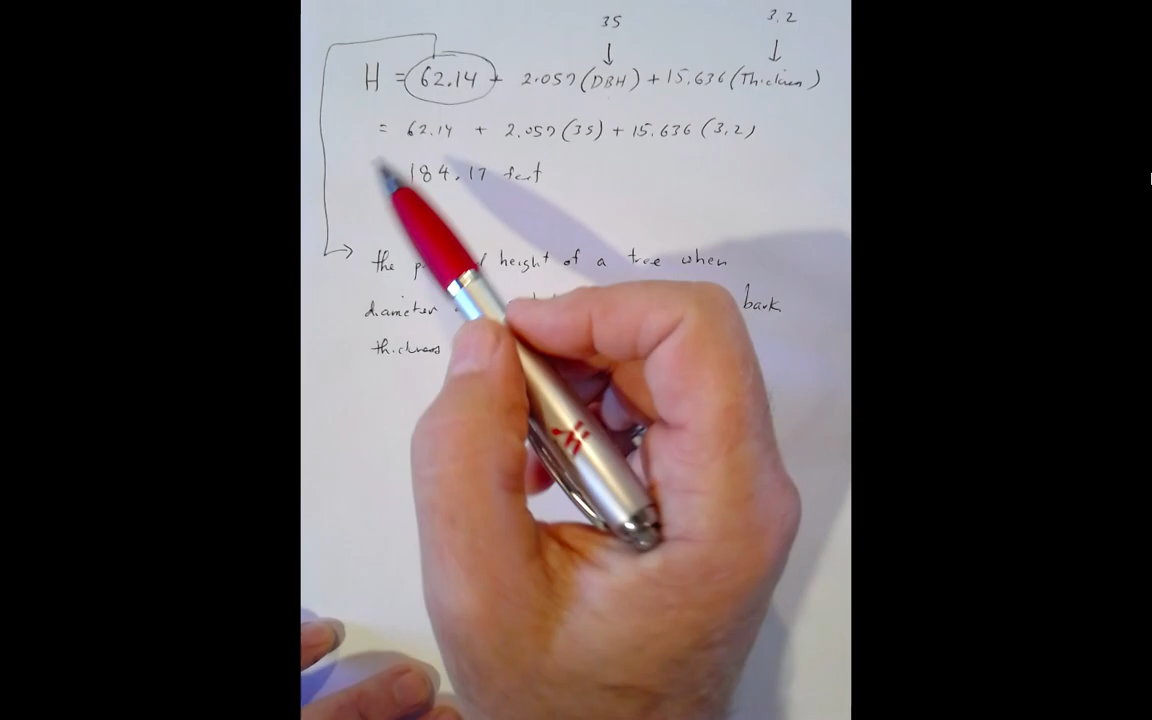 35 3.2
↓ ↓
H = 62.14 + 2.057(DBH) + 15.636(Thickness)
= 62.14 + 2.057(35) + 15.636(3.2)
184.17 feet
the height of a tree when
diameter bark
thickness